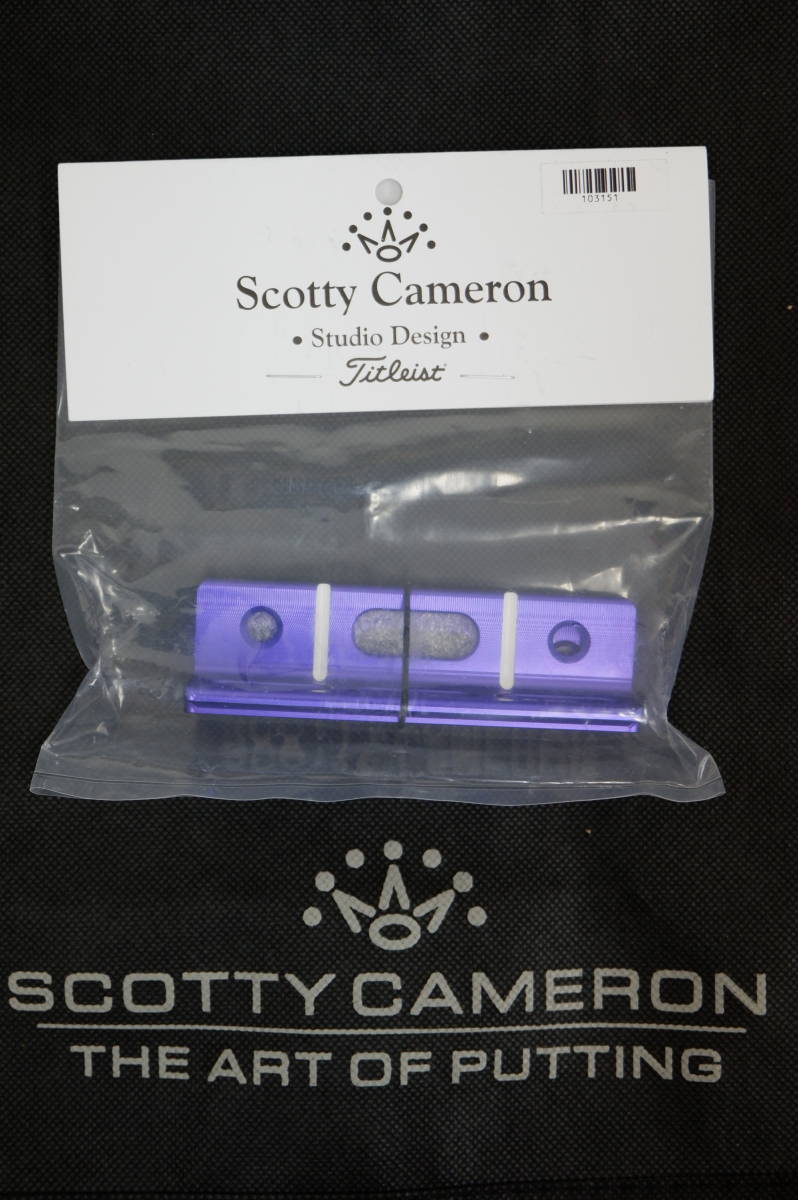 103151
Scotty Cameron
• Studio Design •
Titleist
SCOTTY CAMERON
THE ART OF PUTTING